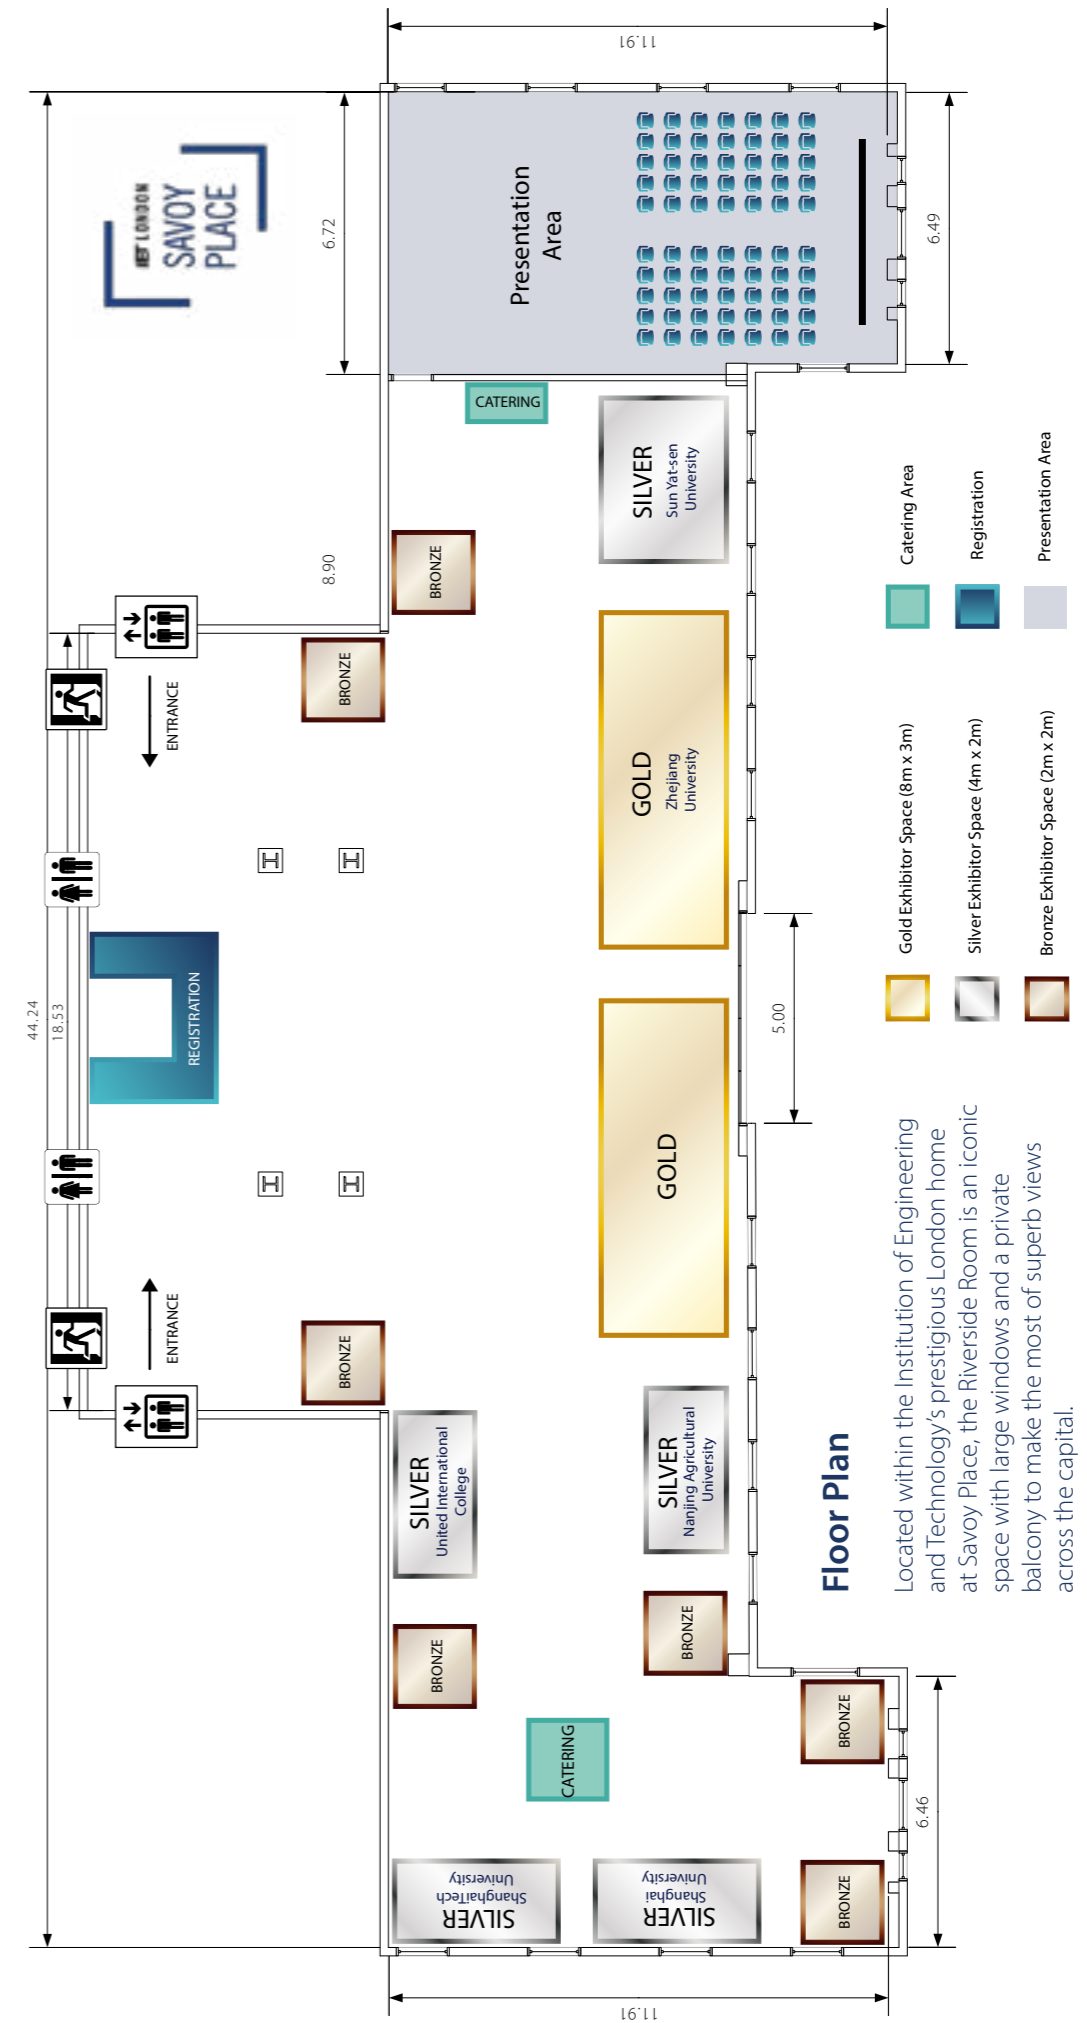 IET LONDON
SAVOY
PLACE
44.24
18.53
6.72
8.90
11.91
11.91
6.49
6.46
5.00
ENTRANCE
ENTRANCE
REGISTRATION
Presentation
Area
CATERING
CATERING
BRONZE
BRONZE
BRONZE
BRONZE
BRONZE
BRONZE
BRONZE
SILVER
Sun Yat-sen
University
GOLD
Zhejiang
University
GOLD
SILVER
United International
College
SILVER
Nanjing Agricultural
University
SILVER
ShanghaiTech
University
SILVER
Shanghai
University
Floor Plan
Located within the Institution of Engineering
and Technology’s prestigious London home
at Savoy Place, the Riverside Room is an iconic
space with large windows and a private
balcony to make the most of superb views
across the capital.
Gold Exhibitor Space (8m x 3m)
Silver Exhibitor Space (4m x 2m)
Bronze Exhibitor Space (2m x 2m)
Catering Area
Registration
Presentation Area